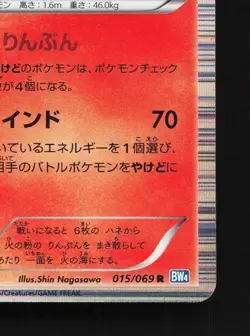 高さ：1.6m 重さ：46.0kg
りんぷん
やけどのポケモンは、ポケモンチェック
が4個になる。
インド 70
いているエネルギーを1個選び、
相手のバトルポケモンをやけどに
戦いになると 6枚の ハネから
火の粉の りんぷんを まき散らして
あたり 一面を 火の海にする。
Illus.Shin Nagasawa 015/069 R BW4
/Creatures/GAME FREAK.